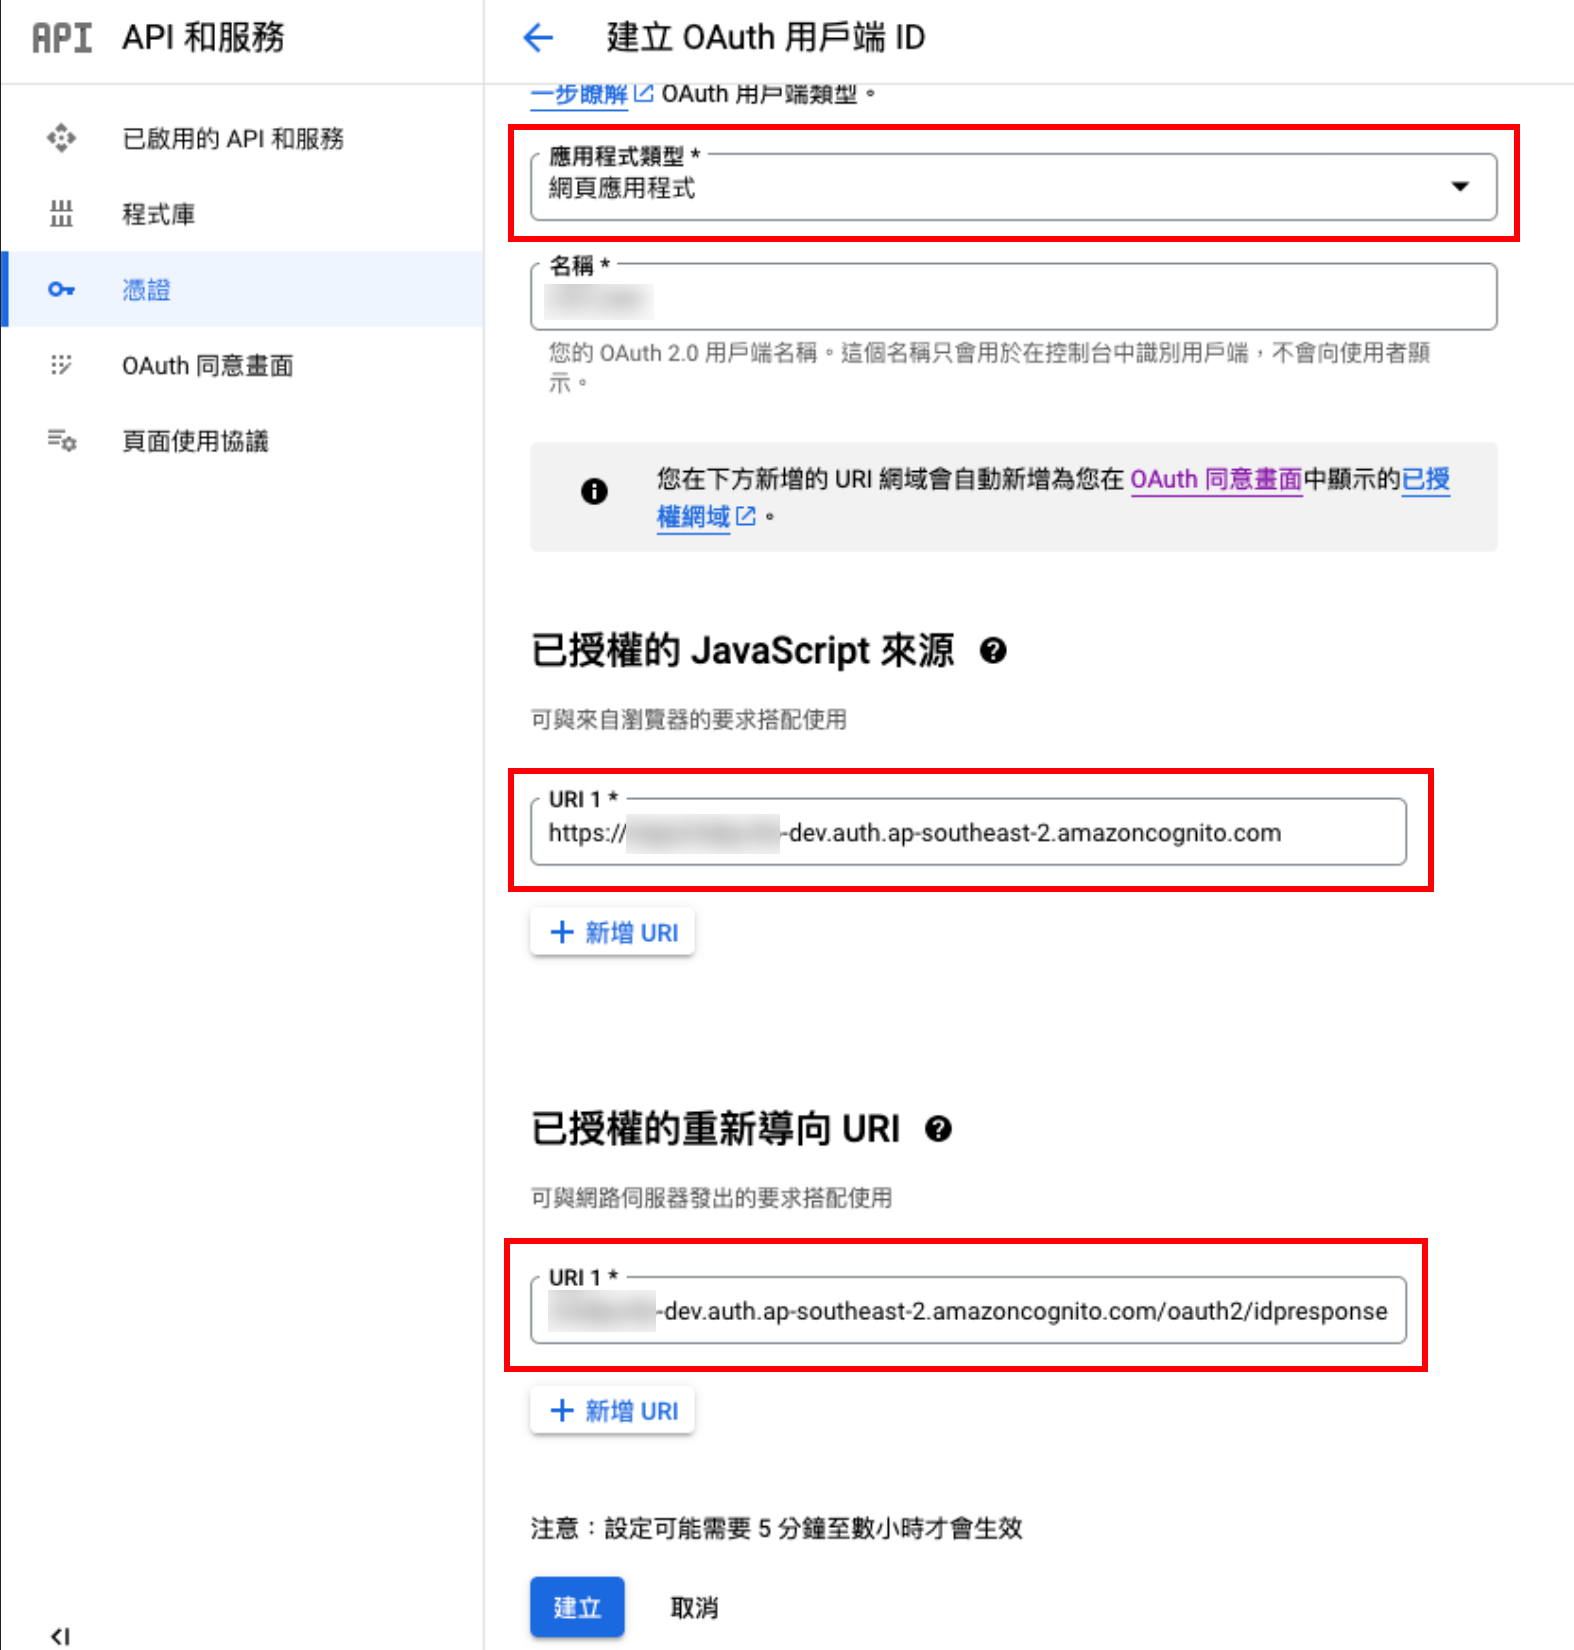 API API 和服務
已啟用的 API 和服務
程式庫
憑證
OAuth 同意畫面
頁面使用協議
建立 OAuth 用戶端 ID
一步瞭解 OAuth 用戶端類型。
應用程式類型 *
網頁應用程式
名稱 *
您的 OAuth 2.0 用戶端名稱。這個名稱只會用於在控制台中識別用戶端，不會向使用者顯
示。
您在下方新增的 URI 網域會自動新增為您在 OAuth 同意畫面中顯示的已授
權網域。
已授權的 JavaScript 來源
可與來自瀏覽器的要求搭配使用
URI 1 *
https:// -dev.auth.ap-southeast-2.amazoncognito.com
新增 URI
已授權的重新導向 URI
可與網路伺服器發出的要求搭配使用
URI 1 *
-dev.auth.ap-southeast-2.amazoncognito.com/oauth2/idpresponse
新增 URI
注意：設定可能需要 5 分鐘至數小時才會生效
建立 取消